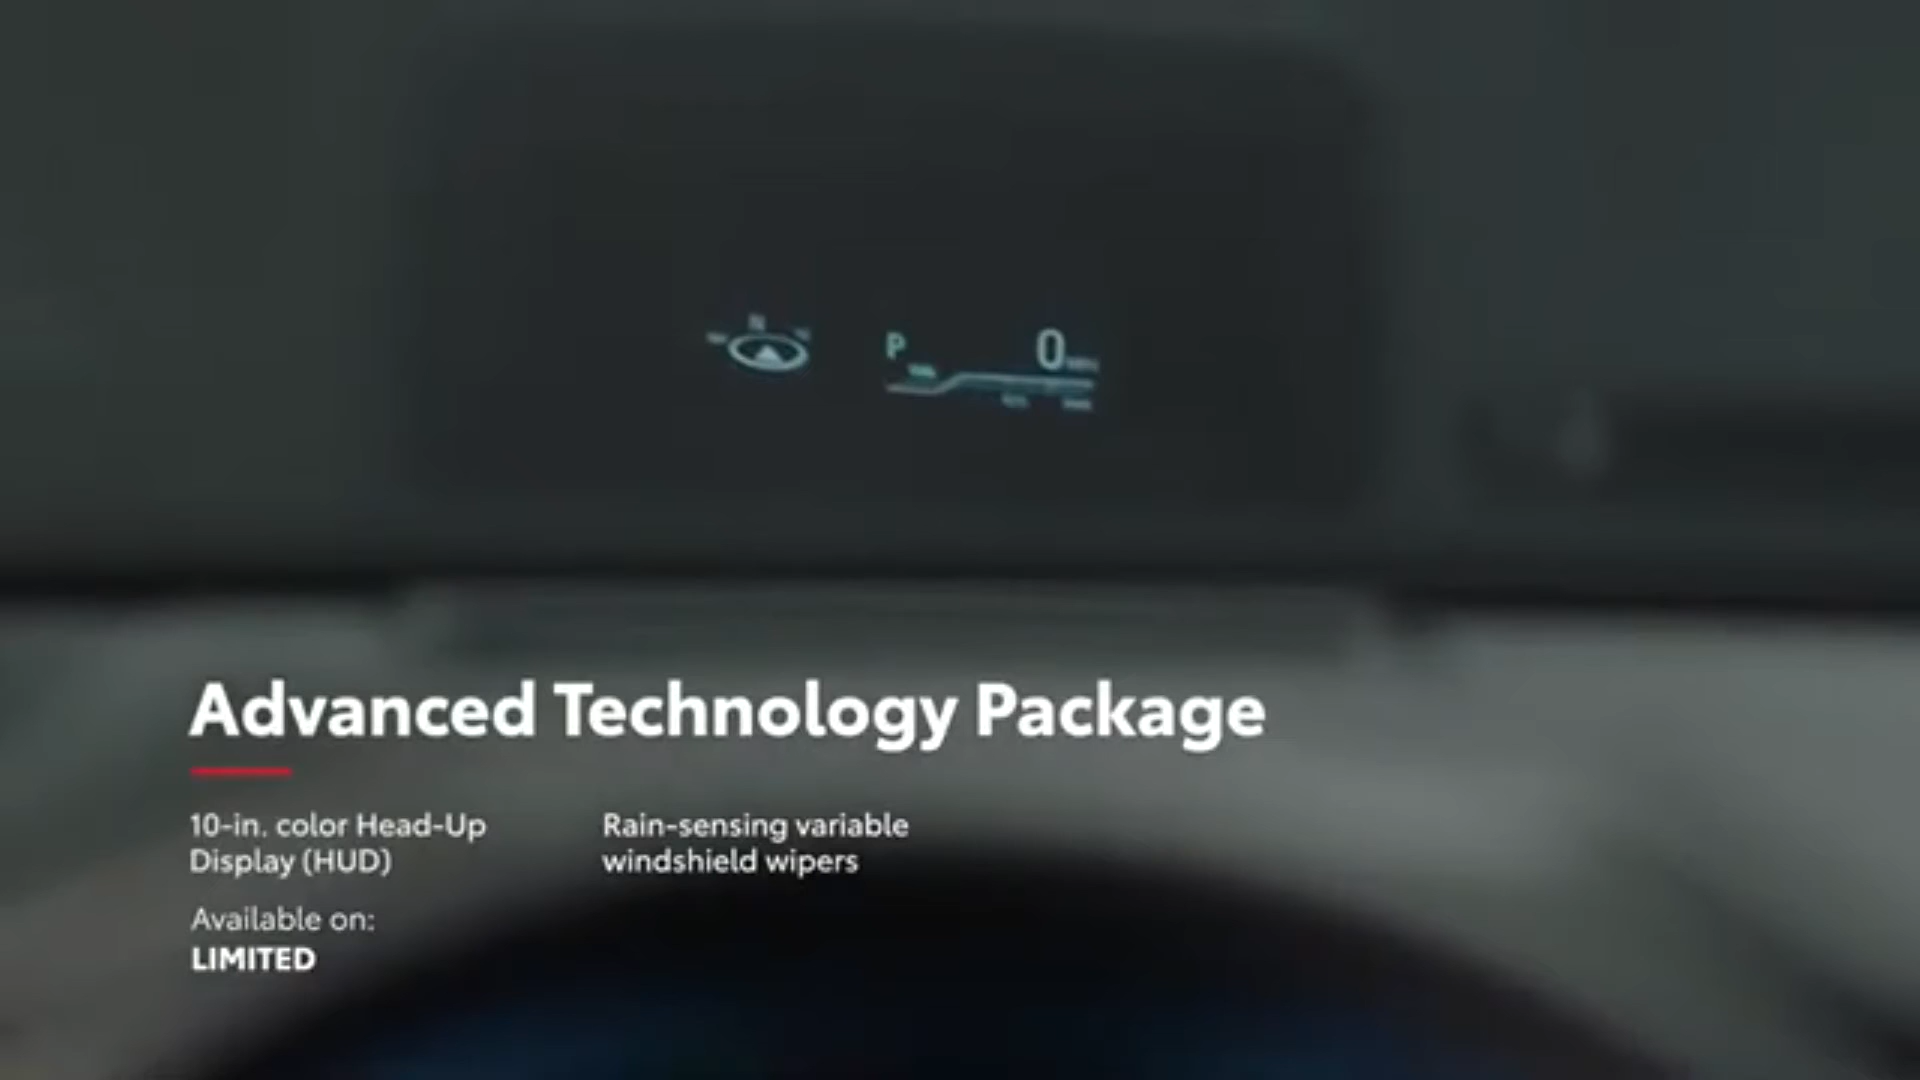 N
P
0
Advanced Technology Package
10-in. color Head-Up
Display (HUD)
Rain-sensing variable
windshield wipers
Available on:
LIMITED